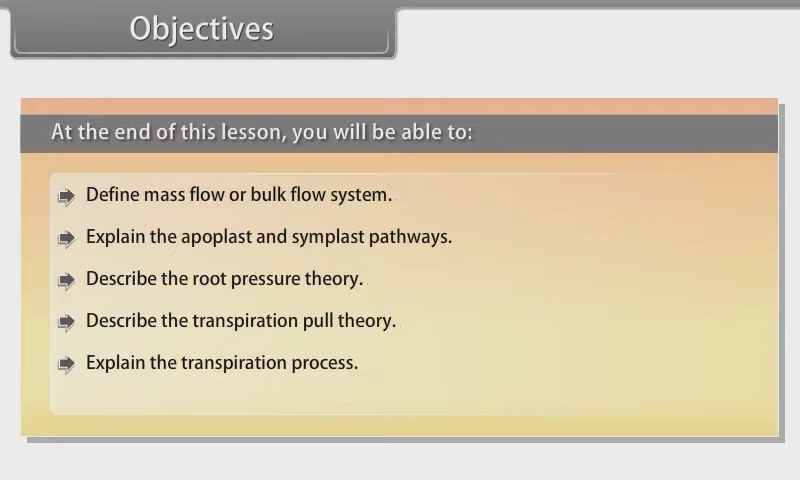 Objectives
At the end of this lesson, you will be able to:
Define mass flow or bulk flow system.
Explain the apoplast and symplast pathways.
Describe the root pressure theory.
Describe the transpiration pull theory.
Explain the transpiration process.